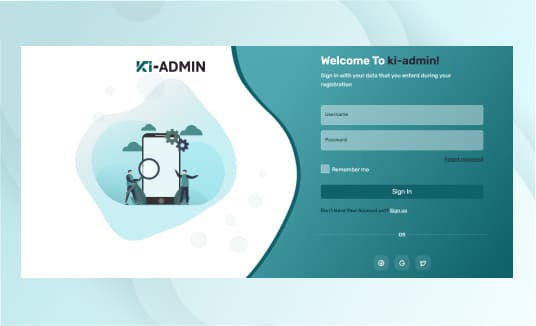 Ki-ADMIN
Welcome To ki-admin!
Sign in with your data that you enterd during your
registration
Username
Password
Forgot password
Remember me
Sign In
Don't Have Your Account yet? Sign up
OR
G